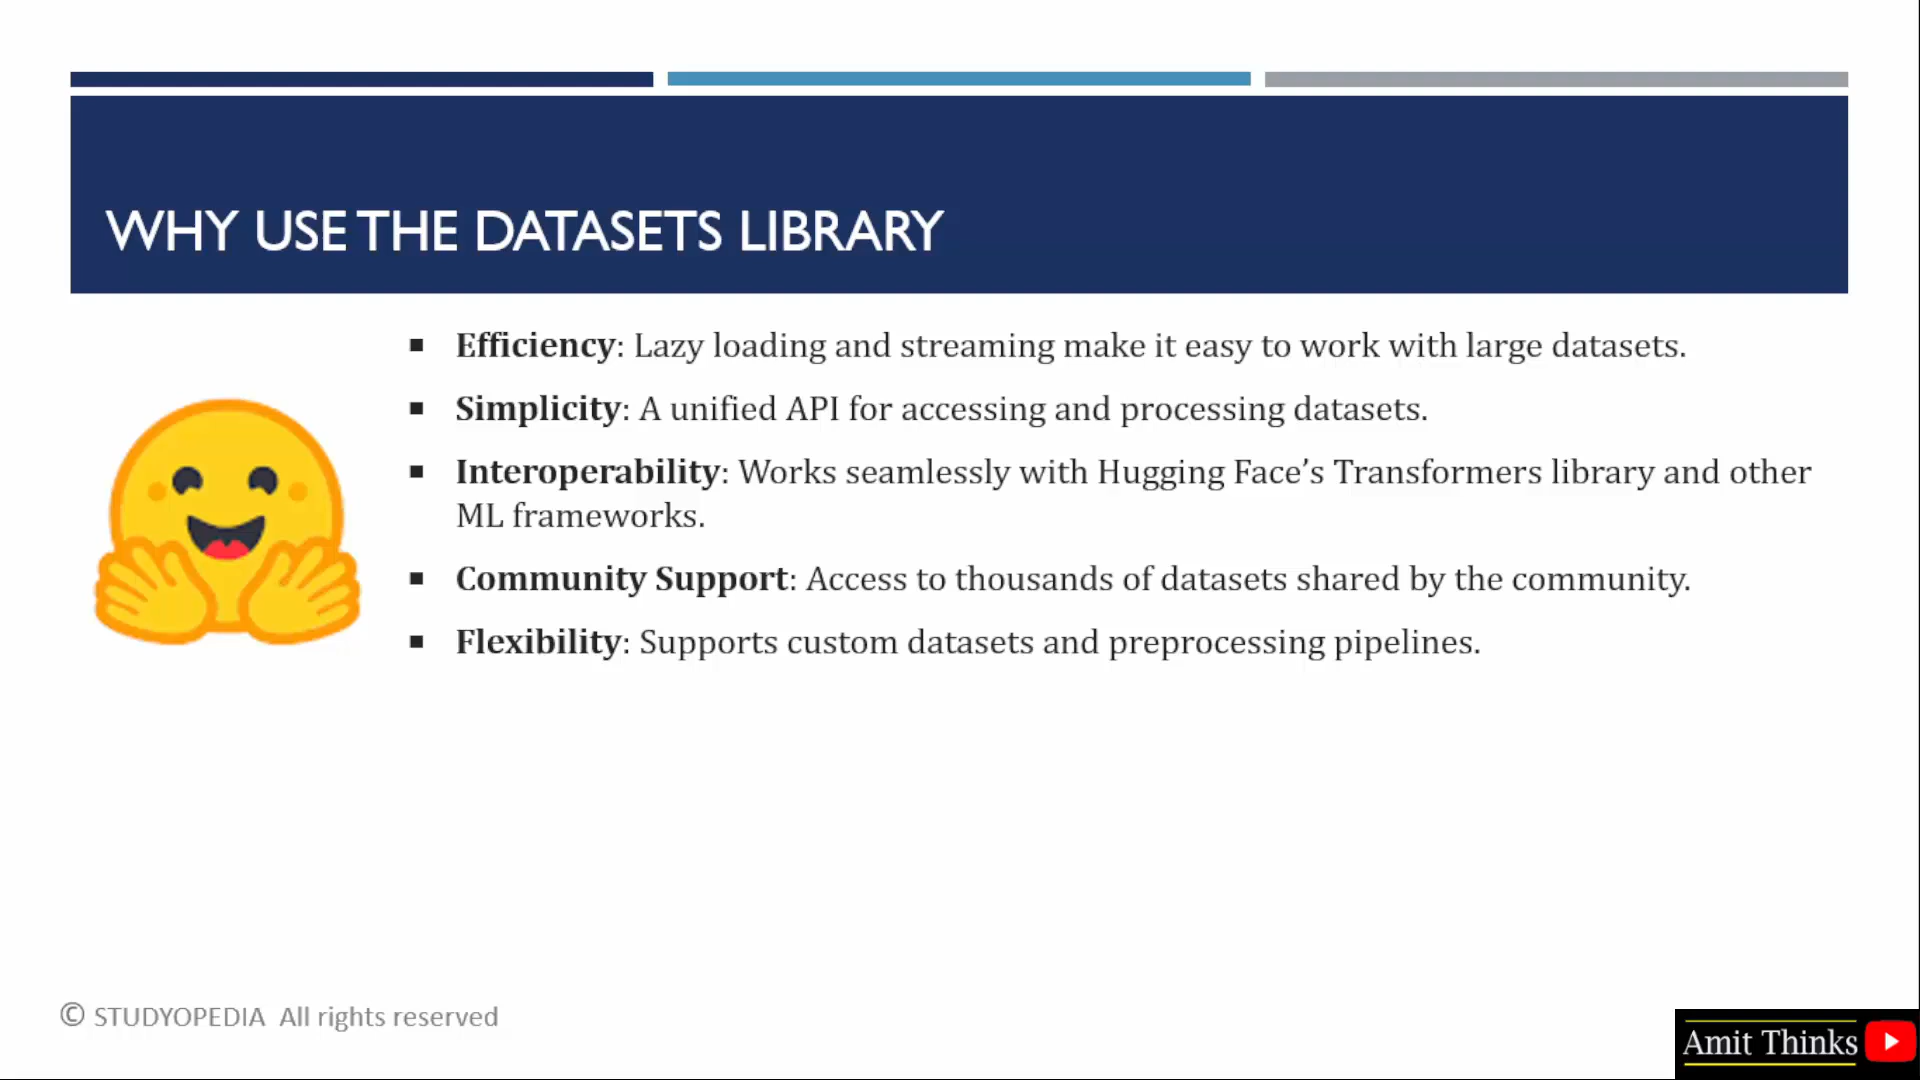 WHY USE THE DATASETS LIBRARY
▪ Efficiency: Lazy loading and streaming make it easy to work with large datasets.
▪ Simplicity: A unified API for accessing and processing datasets.
▪ Interoperability: Works seamlessly with Hugging Face’s Transformers library and other
ML frameworks.
▪ Community Support: Access to thousands of datasets shared by the community.
▪ Flexibility: Supports custom datasets and preprocessing pipelines.
© STUDYOPEDIA All rights reserved
Amit Thinks